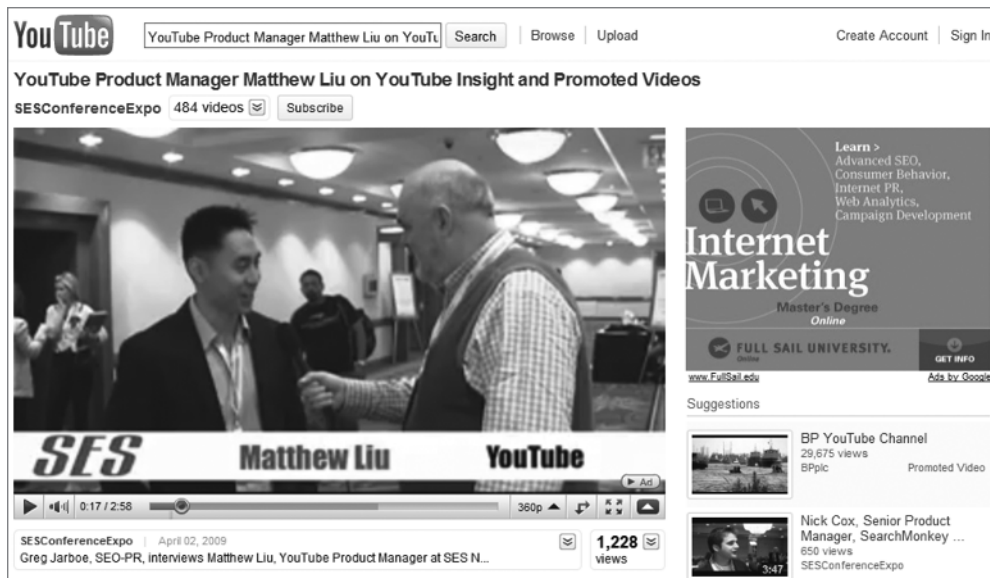 You Tube
YouTube Product Manager Matthew Liu on YouTu
Search
Browse
Upload
Create Account
Sign In
YouTube Product Manager Matthew Liu on YouTube Insight and Promoted Videos
SESConferenceExpo
484 videos
Subscribe
SES
Matthew Liu
YouTube
Ad
0:17 / 2:58
360p
SESConferenceExpo
April 02, 2009
Greg Jarboe, SEO-PR, interviews Matthew Liu, YouTube Product Manager at SES N...
1,228
views
Learn >
Advanced SEO,
Consumer Behavior,
Internet PR,
Web Analytics,
Campaign Development
Internet
Marketing
Master's Degree
Online
FULL SAIL UNIVERSITY.
Online
GET INFO
www.FullSail.edu
Ads by Google
Suggestions
BP YouTube Channel
29,675 views
BPplc
Promoted Video
Nick Cox, Senior Product
Manager, SearchMonkey ...
650 views
SESConferenceExpo
3:47